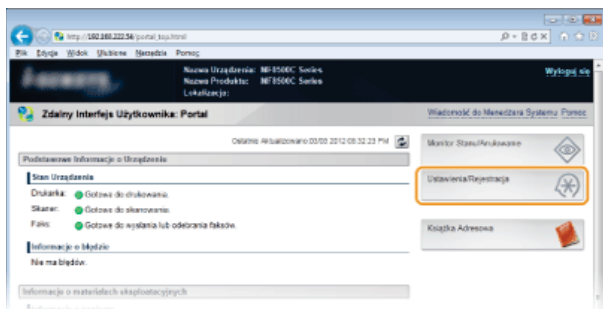 http://192.168.222.54/portal_top.html
Plik Edycja Widok Ulubione Narzędzia Pomoc
Nazwa Urządzenia: MF8500C Series
Nazwa Produktu: MF8500C Series
Lokalizacja:
Wyloguj się
Zdalny Interfejs Użytkownika: Portal
Wiadomość do Menedżera Systemu Pomoc
Ostatnio Aktualizowano:03/03 2012 08:32:23 PM
Podstawowe Informacje o Urządzeniu
Stan Urządzenia
Drukarka: Gotowe do drukowania.
Skaner: Gotowe do skanowania.
Faks: Gotowe do wysłania lub odebrania faksów.
Informacje o błędzie
Nie ma błędów.
Informacje o materiałach eksploatacyjnych
Monitor Stanu/Anulowanie
Ustawienia/Rejestracja
Książka Adresowa